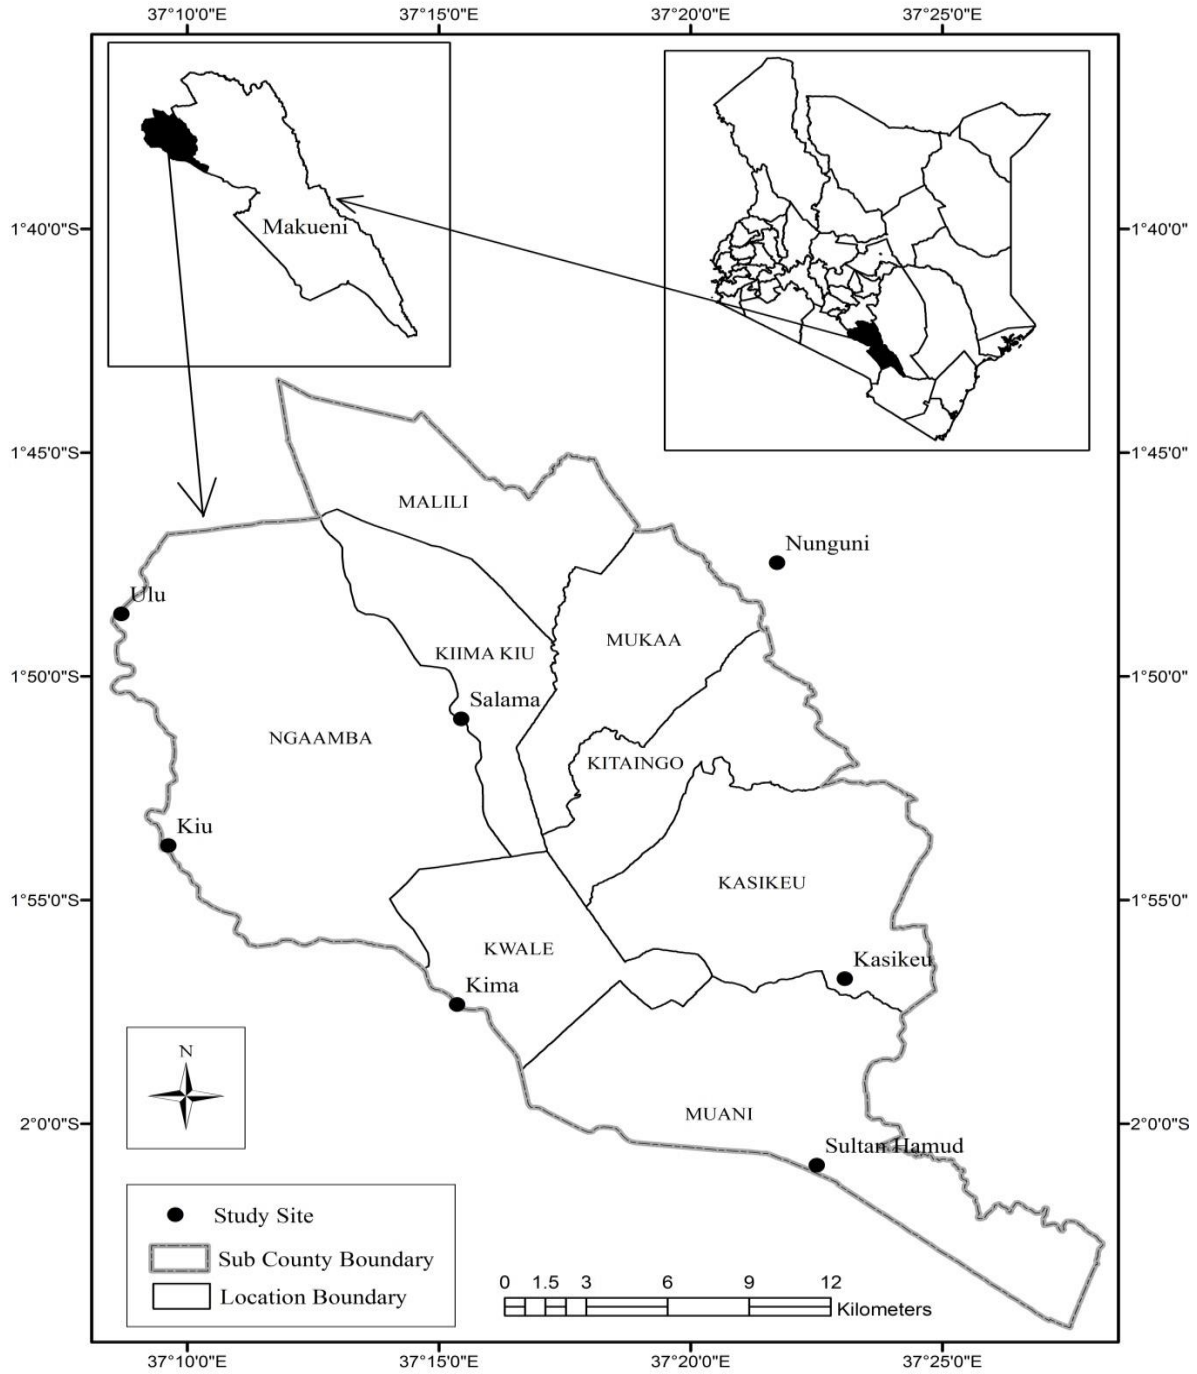 37°10'0"E 37°15'0"E 37°20'0"E 37°25'0"E
1°40'0"S
1°40'0"
Makueni
1°45'0"S
1°45'0"
MALILI
Nunguni
Ulu
MUKAA
KIIMA KIU
1°50'0"S
1°50'0"
Salama
NGAAMBA
KITAINGO
Kiu
KASIKEU
1°55'0"S
1°55'0"
KWALE
Kasikeu
Kima
N
MUANI
2°0'0"S
2°0'0"S
Sultan Hamud
Study Site
Sub County Boundary
Location Boundary
0 1.5 3 6 9 12
Kilometers
37°10'0"E 37°15'0"E 37°20'0"E 37°25'0"E